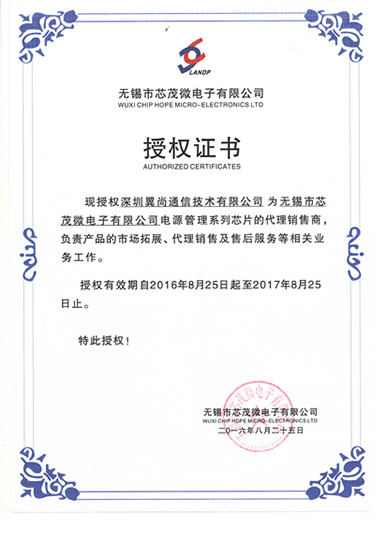 LANDP
无锡市芯茂微电子有限公司
WUXI CHIP HOPE MICRO-ELECTRONICS LTD
授权证书
AUTHORIZED CERTIFICATES
现授权深圳翼尚通信技术有限公司 为无锡市芯
茂微电子有限公司电源管理系列芯片的代理销售商，
负责产品的市场拓展、代理销售及售后服务等相关业
务工作。
授权有效期自2016年8月25日起至2017年8月25
日止。
特此授权！
无锡市芯茂微电子有限公司
WUXI CHIP HOPE MICRO-ELECTRONICS LTD
二〇一六年八月二十五日